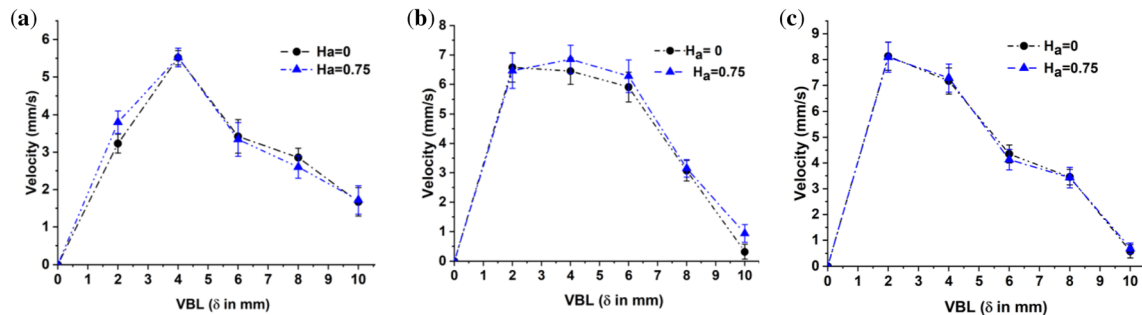 (a)
Velocity (mm/s)
6
5
4
3
2
1
0
Ha=0
Ha=0.75
0 1 2 3 4 5 6 7 8 9 10
VBL (δ in mm)
(b)
Velocity (mm/s)
8
7
6
5
4
3
2
1
0
Hₐ= 0
Hₐ=0.75
0 1 2 3 4 5 6 7 8 9 10
VBL (δ in mm)
(c)
Velocity (mm/s)
10
9
8
7
6
5
4
3
2
1
0
Hₐ=0
Hₐ=0.75
0 1 2 3 4 5 6 7 8 9 10
VBL (δ in mm)